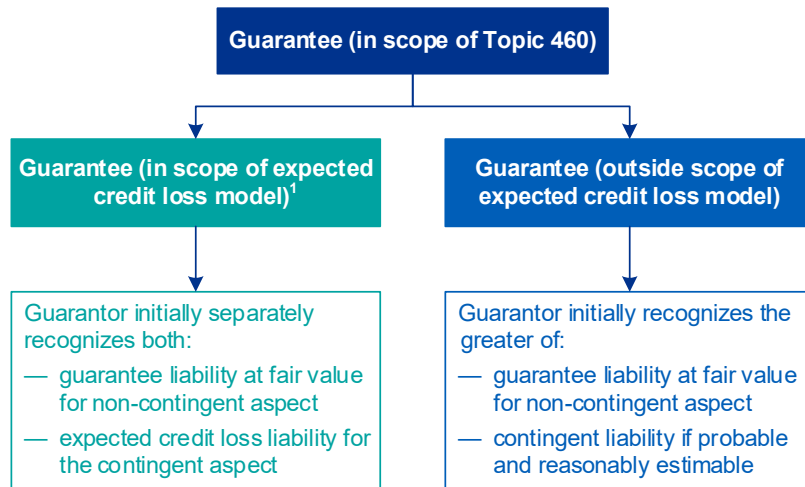 Guarantee (in scope of Topic 460)
Guarantee (in scope of expected
credit loss model)1
Guarantee (outside scope of
expected credit loss model)
Guarantor initially separately
recognizes both:
— guarantee liability at fair value
for non-contingent aspect
— expected credit loss liability for
the contingent aspect
Guarantor initially recognizes the
greater of:
— guarantee liability at fair value
for non-contingent aspect
— contingent liability if probable
and reasonably estimable